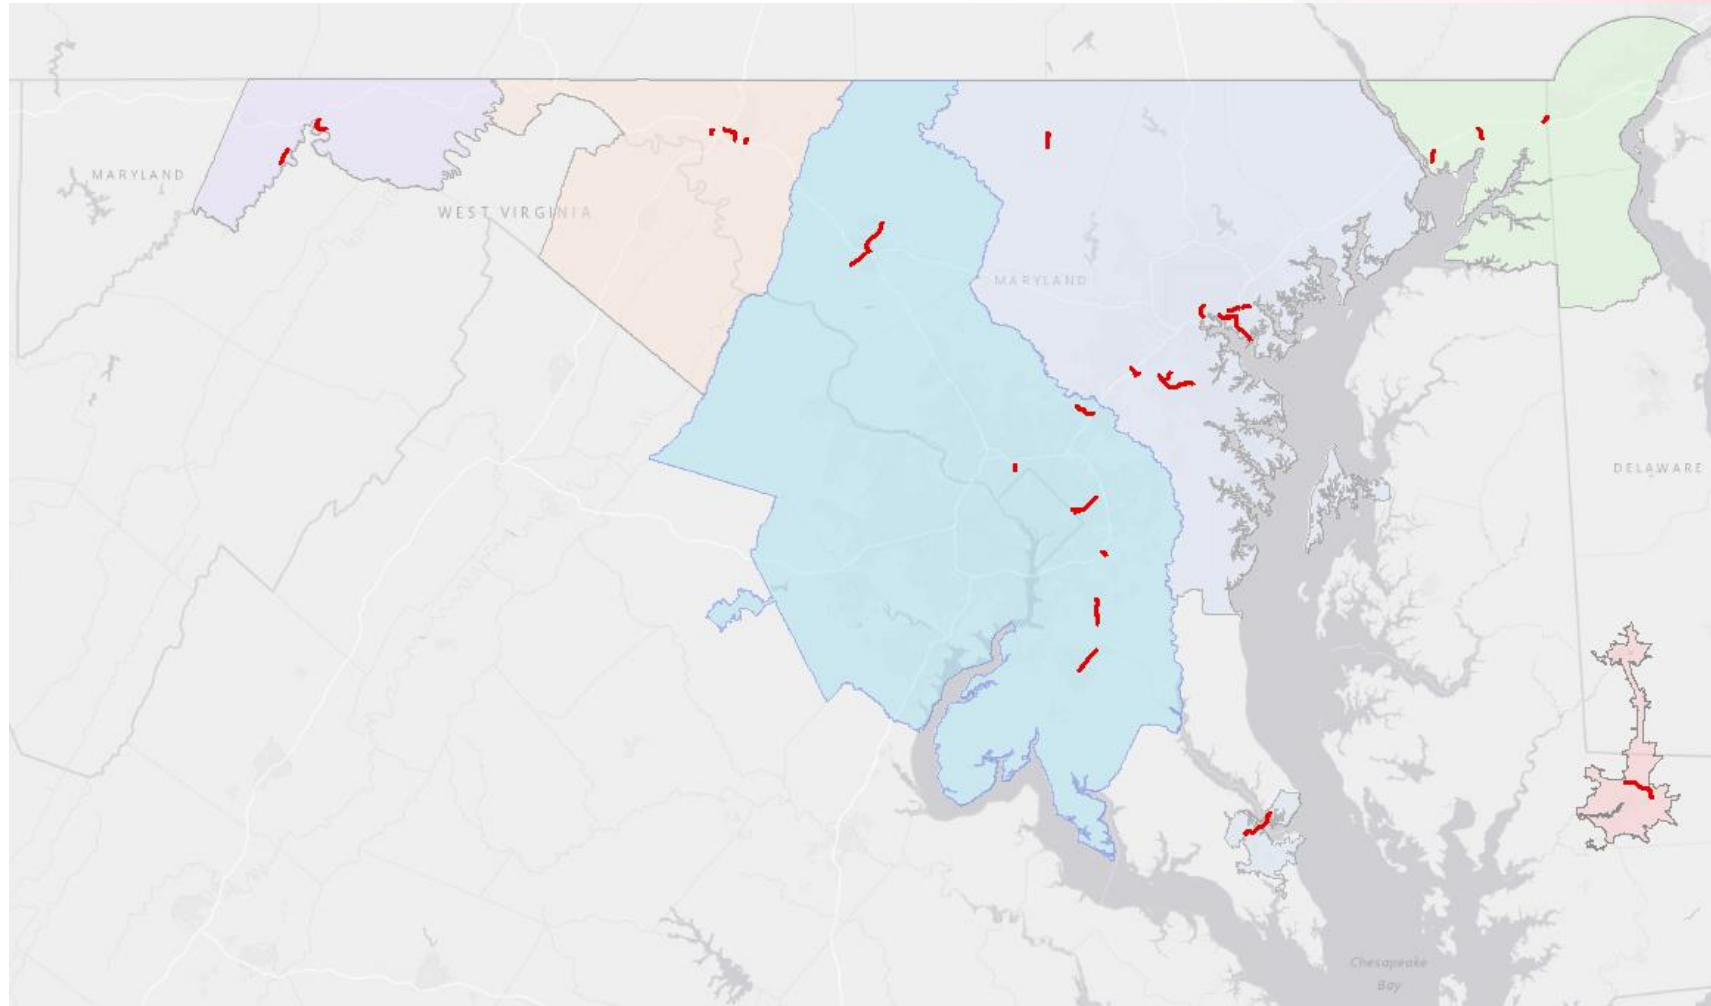 MARYLAND
WEST VIRGINIA
MARYLAND
DELAWARE
Chesapeake
Bay